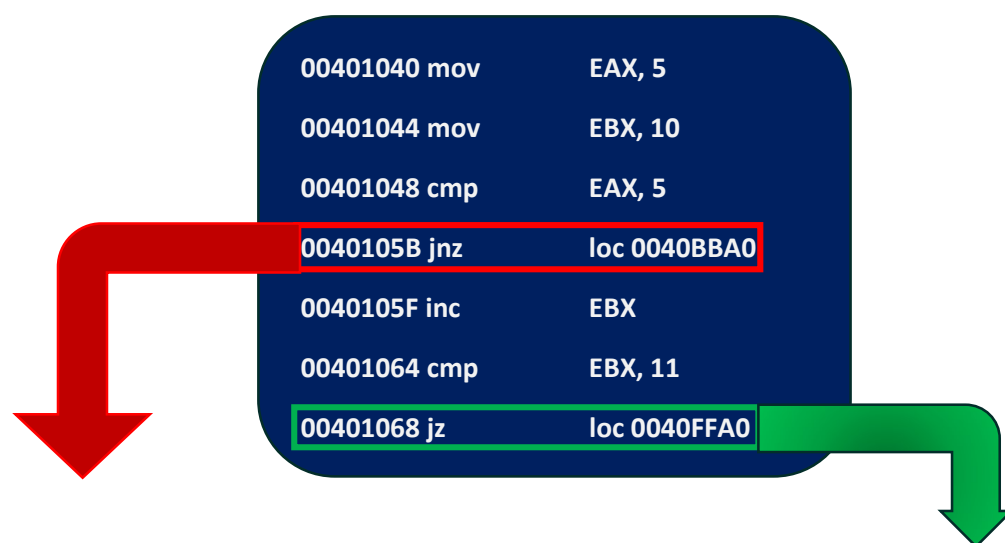 00401040 mov EAX, 5
00401044 mov EBX, 10
00401048 cmp EAX, 5
0040105B jnz loc 0040BBA0
0040105F inc EBX
00401064 cmp EBX, 11
00401068 jz loc 0040FFA0